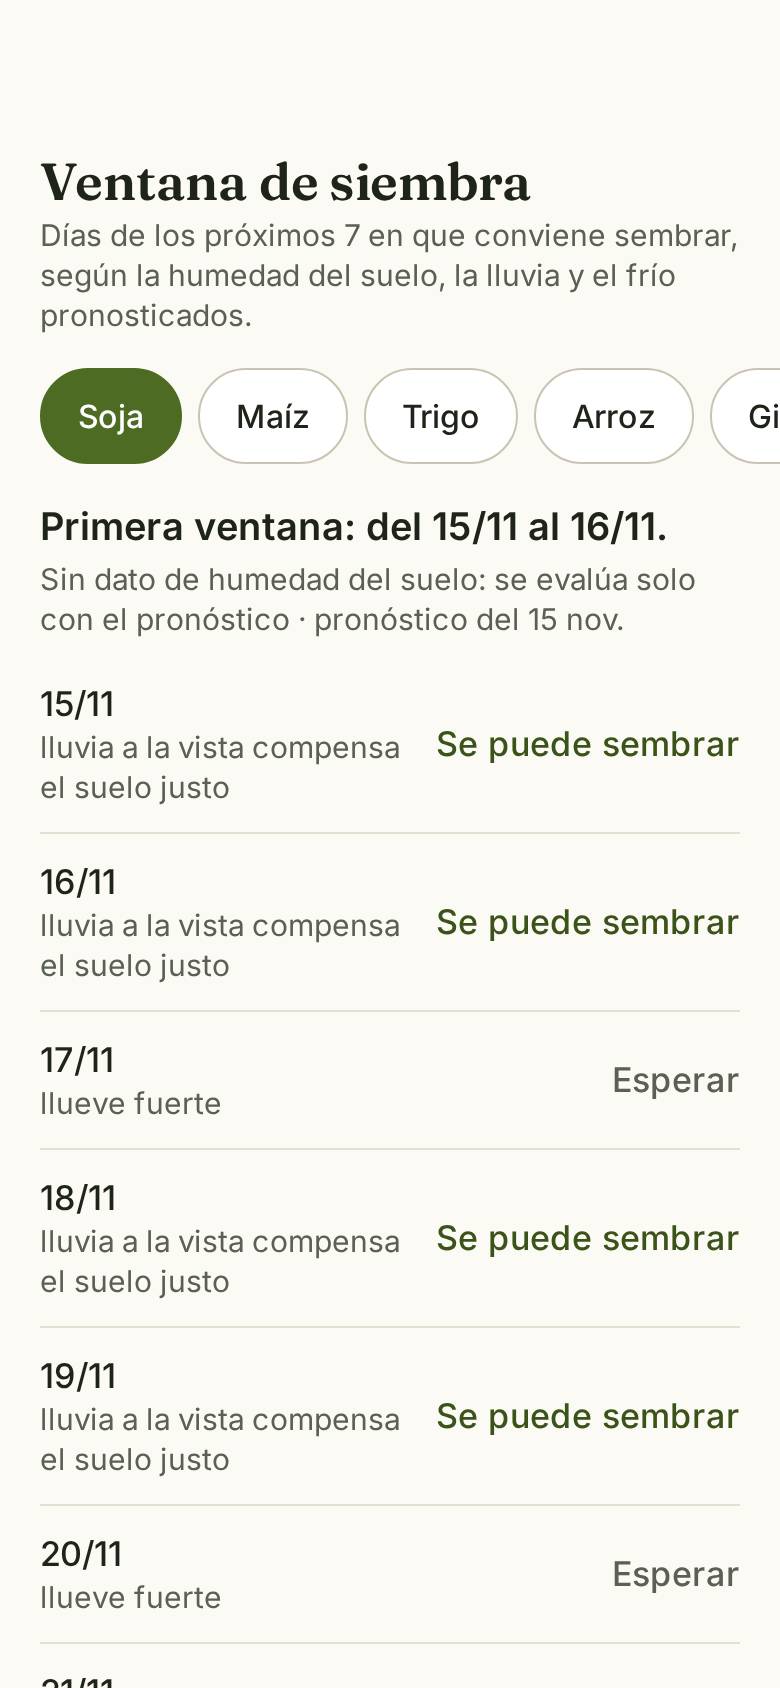 Ventana de siembra
Días de los próximos 7 en que conviene sembrar,
según la humedad del suelo, la lluvia y el frío
pronosticados.
Soja Maíz Trigo Arroz Gi
Primera ventana: del 15/11 al 16/11.
Sin dato de humedad del suelo: se evalúa solo
con el pronóstico · pronóstico del 15 nov.
15/11
lluvia a la vista compensa
el suelo justo
Se puede sembrar
16/11
lluvia a la vista compensa
el suelo justo
Se puede sembrar
17/11
llueve fuerte
Esperar
18/11
lluvia a la vista compensa
el suelo justo
Se puede sembrar
19/11
lluvia a la vista compensa
el suelo justo
Se puede sembrar
20/11
llueve fuerte
Esperar
21/11